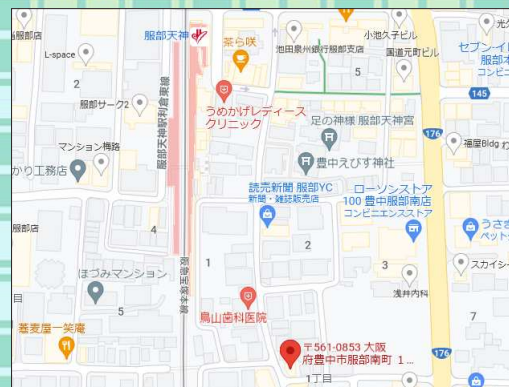 服部店
服部天神
茶ら咲
池田泉州銀行服部支店
小池久子ビル
国道元町ビル
セブン-イレ
服部本
コンビニ
L-space
2
服部サーク2
5
145
うめかげレディース
クリニック
足の神様 服部天神宮
176
福屋Bldg
マンション梅路
服部天神駅利倉東線
豊中えびす神社
かり工務店
読売新聞 服部YC
新聞・雑誌販売店
ローソンストア
100 豊中服部南店
コンビニエンスストア
服部店
4
2
うさぎ
ペット
1
3
スカイシ
ほづみマンション
浅井内科
目
5
鳥山歯科医院
7
蕎麦屋一笑庵
〒561-0853 大阪
府豊中市服部南町 1...
176
1丁目